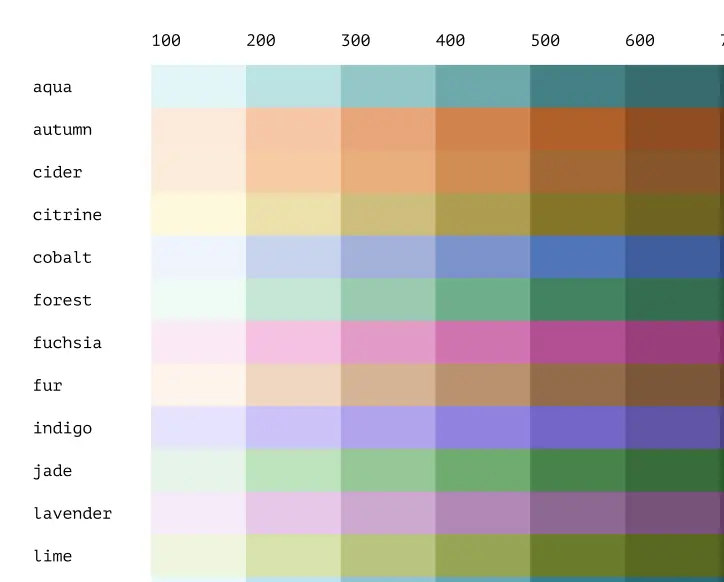 100 200 300 400 500 600
aqua
autumn
cider
citrine
cobalt
forest
fuchsia
fur
indigo
jade
lavender
lime